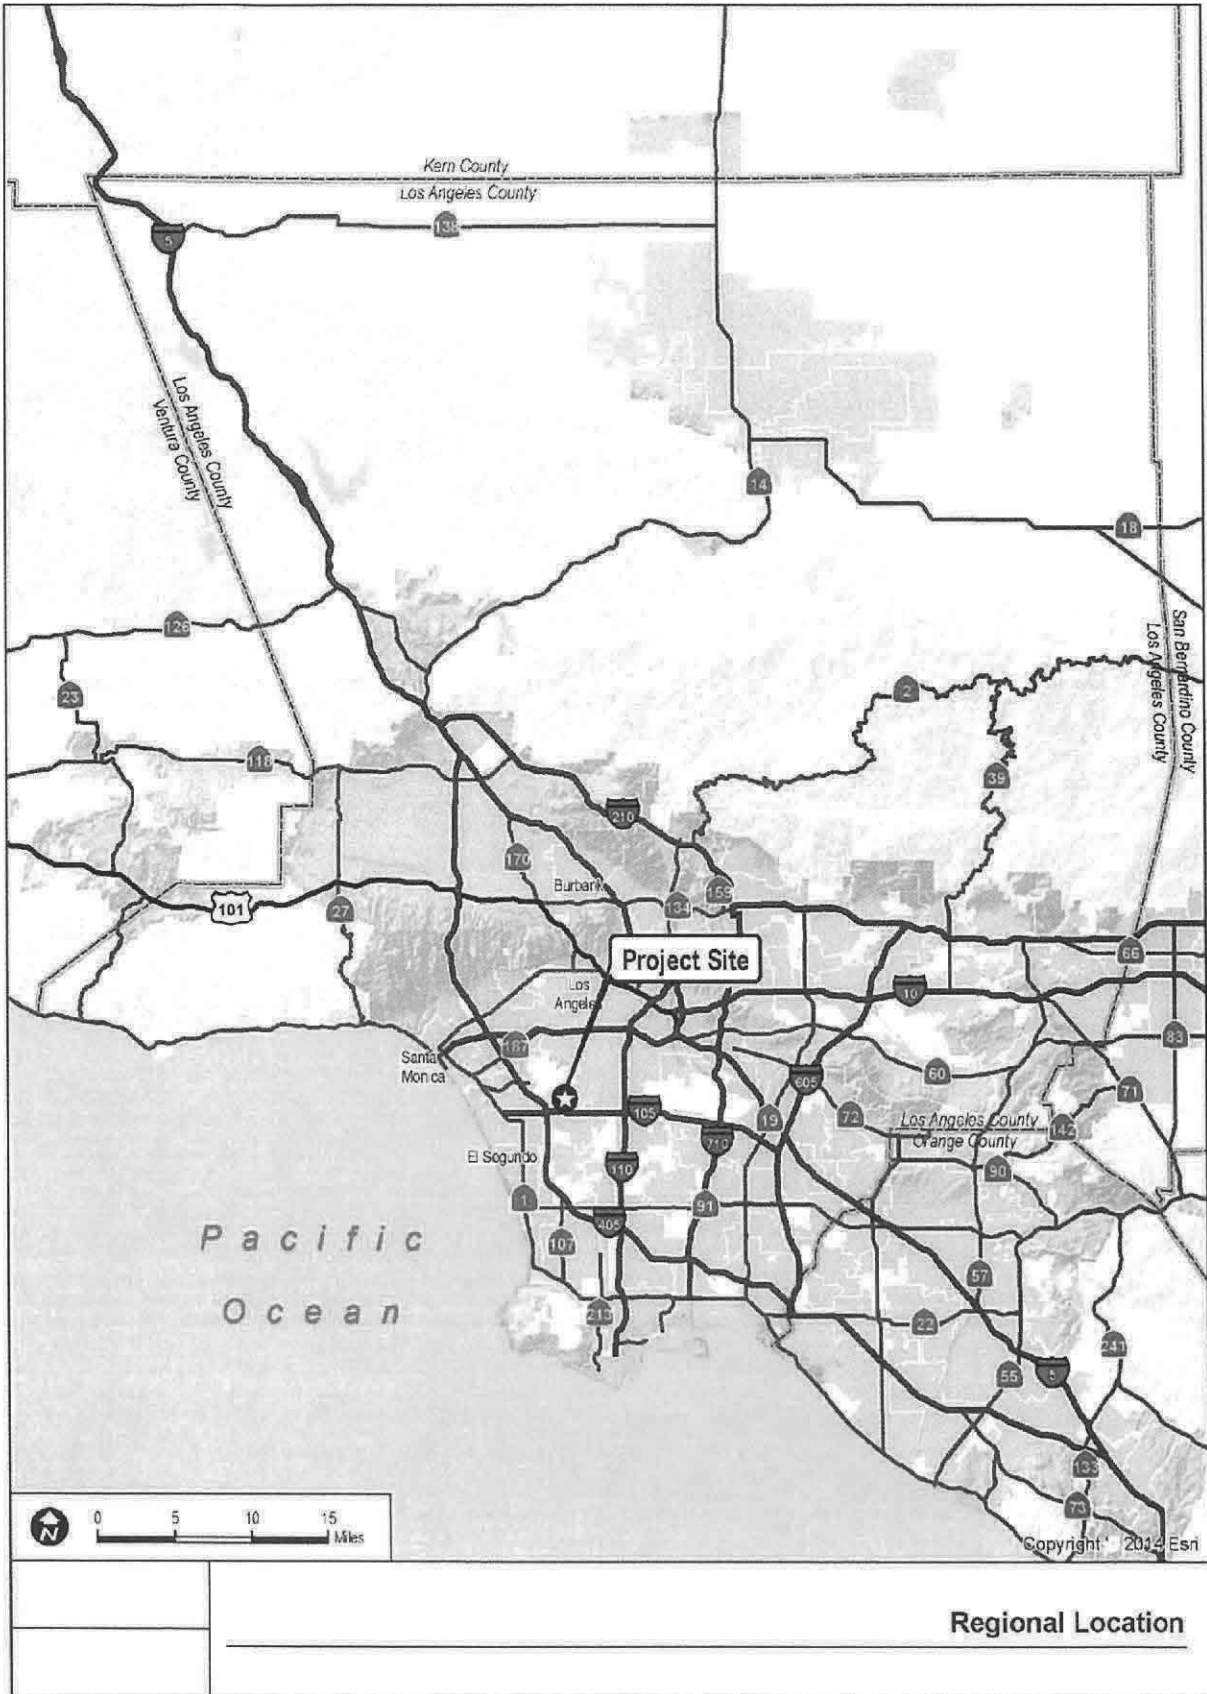 Kern County
Los Angeles County
138
5
Los Angeles County
Ventura County
14
18
126
San Bernardino County
Los Angeles County
23
2
118
39
210
170
Burbank
159
134
101
27
Project Site
66
Los
Angeles
10
187
83
Santa
Monica
60
605
71
105
19
72
Los Angeles County
Orange County
142
710
El Segundo
110
90
1
91
405
107
Pacific
Ocean
57
213
22
241
55
5
133
73
N
0 5 10 15
Miles
Copyright 2014 Esri
Regional Location